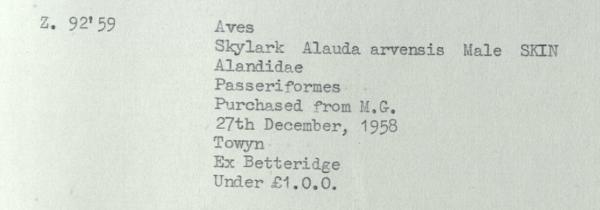 Z. 92'59 Aves
Skylark Alauda arvensis Male SKIN
Alandidae
Passeriformes
Purchased from M.G.
27th December, 1958
Towyn
Ex Betteridge
Under £1.0.0.